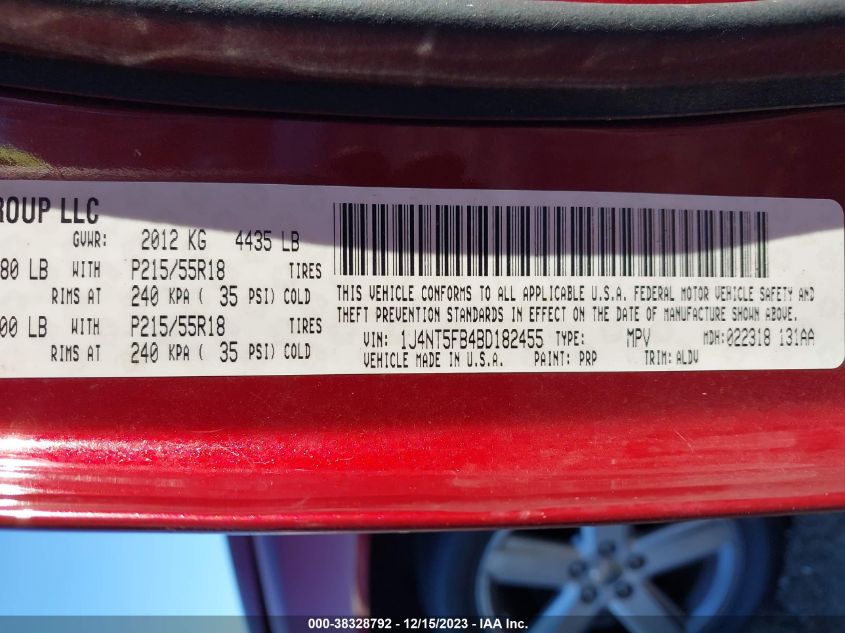 ROUP LLC
GVWR: 2012 KG 4435 LB
80 LB WITH P215/55R18 TIRES
RIMS AT 240 KPA ( 35 PSI) COLD
00 LB WITH P215/55R18 TIRES
RIMS AT 240 KPA ( 35 PSI) COLD
THIS VEHICLE CONFORMS TO ALL APPLICABLE U.S.A. FEDERAL MOTOR VEHICLE SAFETY AND
THEFT PREVENTION STANDARDS IN EFFECT ON THE DATE OF MANUFACTURE SHOWN ABOVE.
VIN: 1J4NT5FB4BD182455 TYPE: MPV MDH:022318 131AA
VEHICLE MADE IN U.S.A. PAINT: PRP TRIM: ALDV
000-38328792 - 12/15/2023 - IAA Inc.